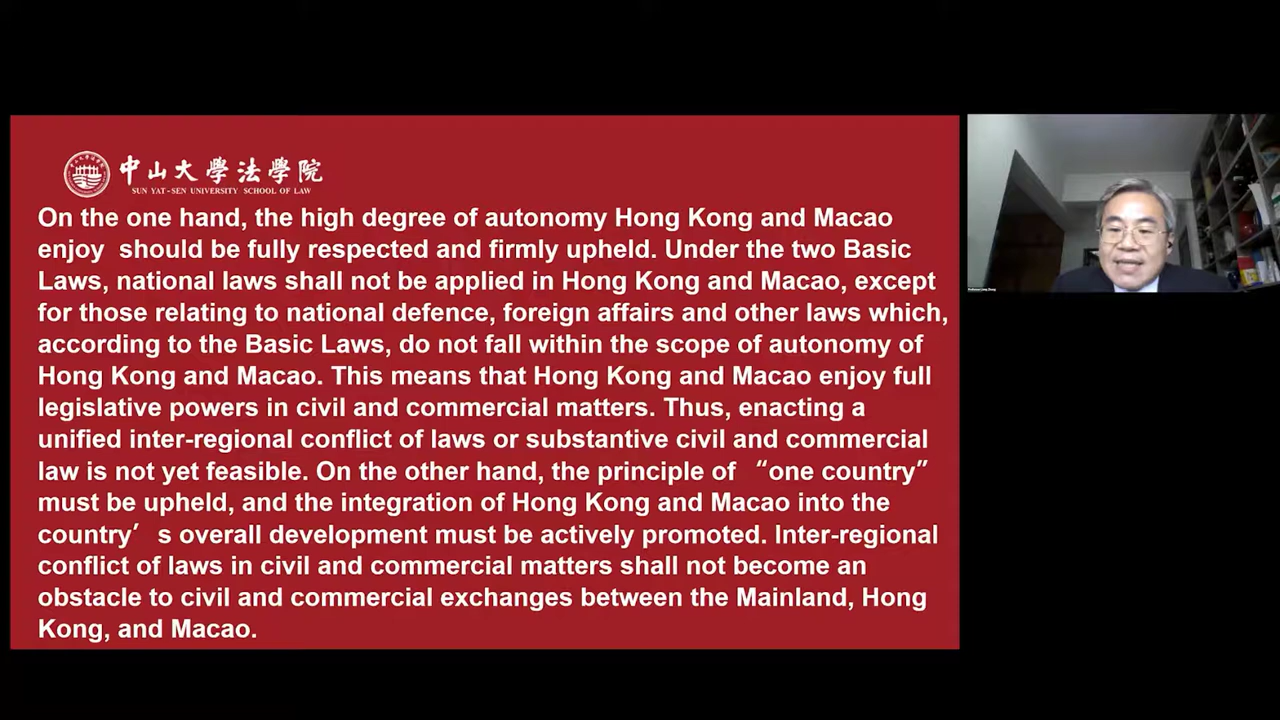 中山大學法學院
SUN YAT-SEN UNIVERSITY SCHOOL OF LAW
On the one hand, the high degree of autonomy Hong Kong and Macao
enjoy  should be fully respected and firmly upheld. Under the two Basic
Laws, national laws shall not be applied in Hong Kong and Macao, except
for those relating to national defence, foreign affairs and other laws which,
according to the Basic Laws, do not fall within the scope of autonomy of
Hong Kong and Macao. This means that Hong Kong and Macao enjoy full
legislative powers in civil and commercial matters. Thus, enacting a
unified inter-regional conflict of laws or substantive civil and commercial
law is not yet feasible. On the other hand, the principle of “one country”
must be upheld, and the integration of Hong Kong and Macao into the
country’ s overall development must be actively promoted. Inter-regional
conflict of laws in civil and commercial matters shall not become an
obstacle to civil and commercial exchanges between the Mainland, Hong
Kong, and Macao.